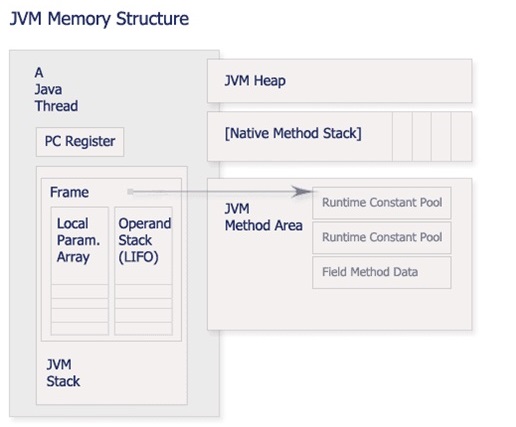 JVM Memory Structure
A
Java
Thread
PC Register
Frame
Local
Param.
Array
Operand
Stack
(LIFO)
JVM
Stack
JVM Heap
[Native Method Stack]
JVM
Method Area
Runtime Constant Pool
Runtime Constant Pool
Field Method Data